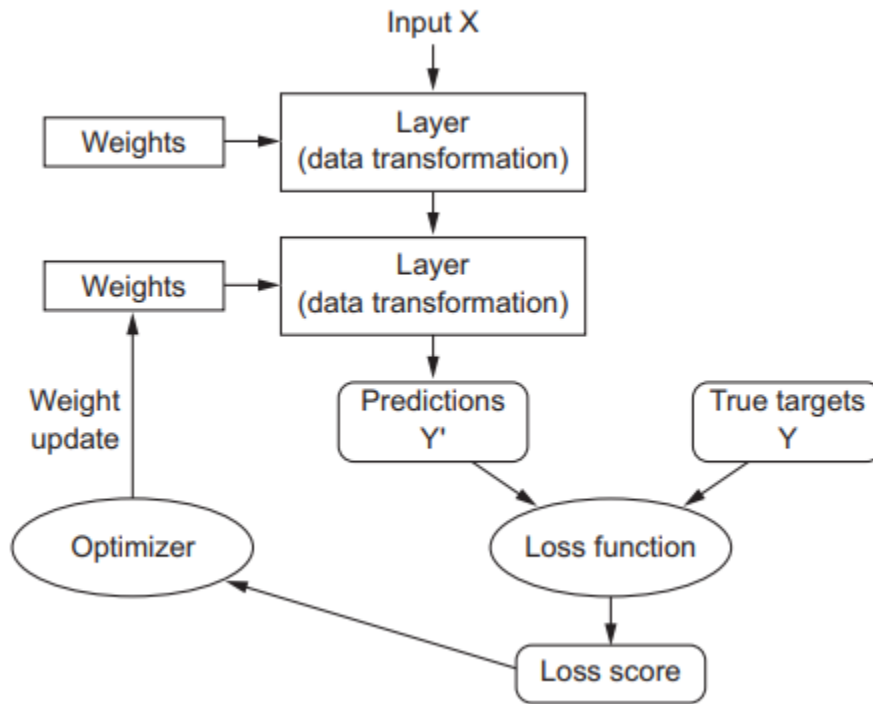 Input X
Weights
Layer
(data transformation)
Weights
Layer
(data transformation)
Weight
update
Predictions
Y'
True targets
Y
Optimizer
Loss function
Loss score